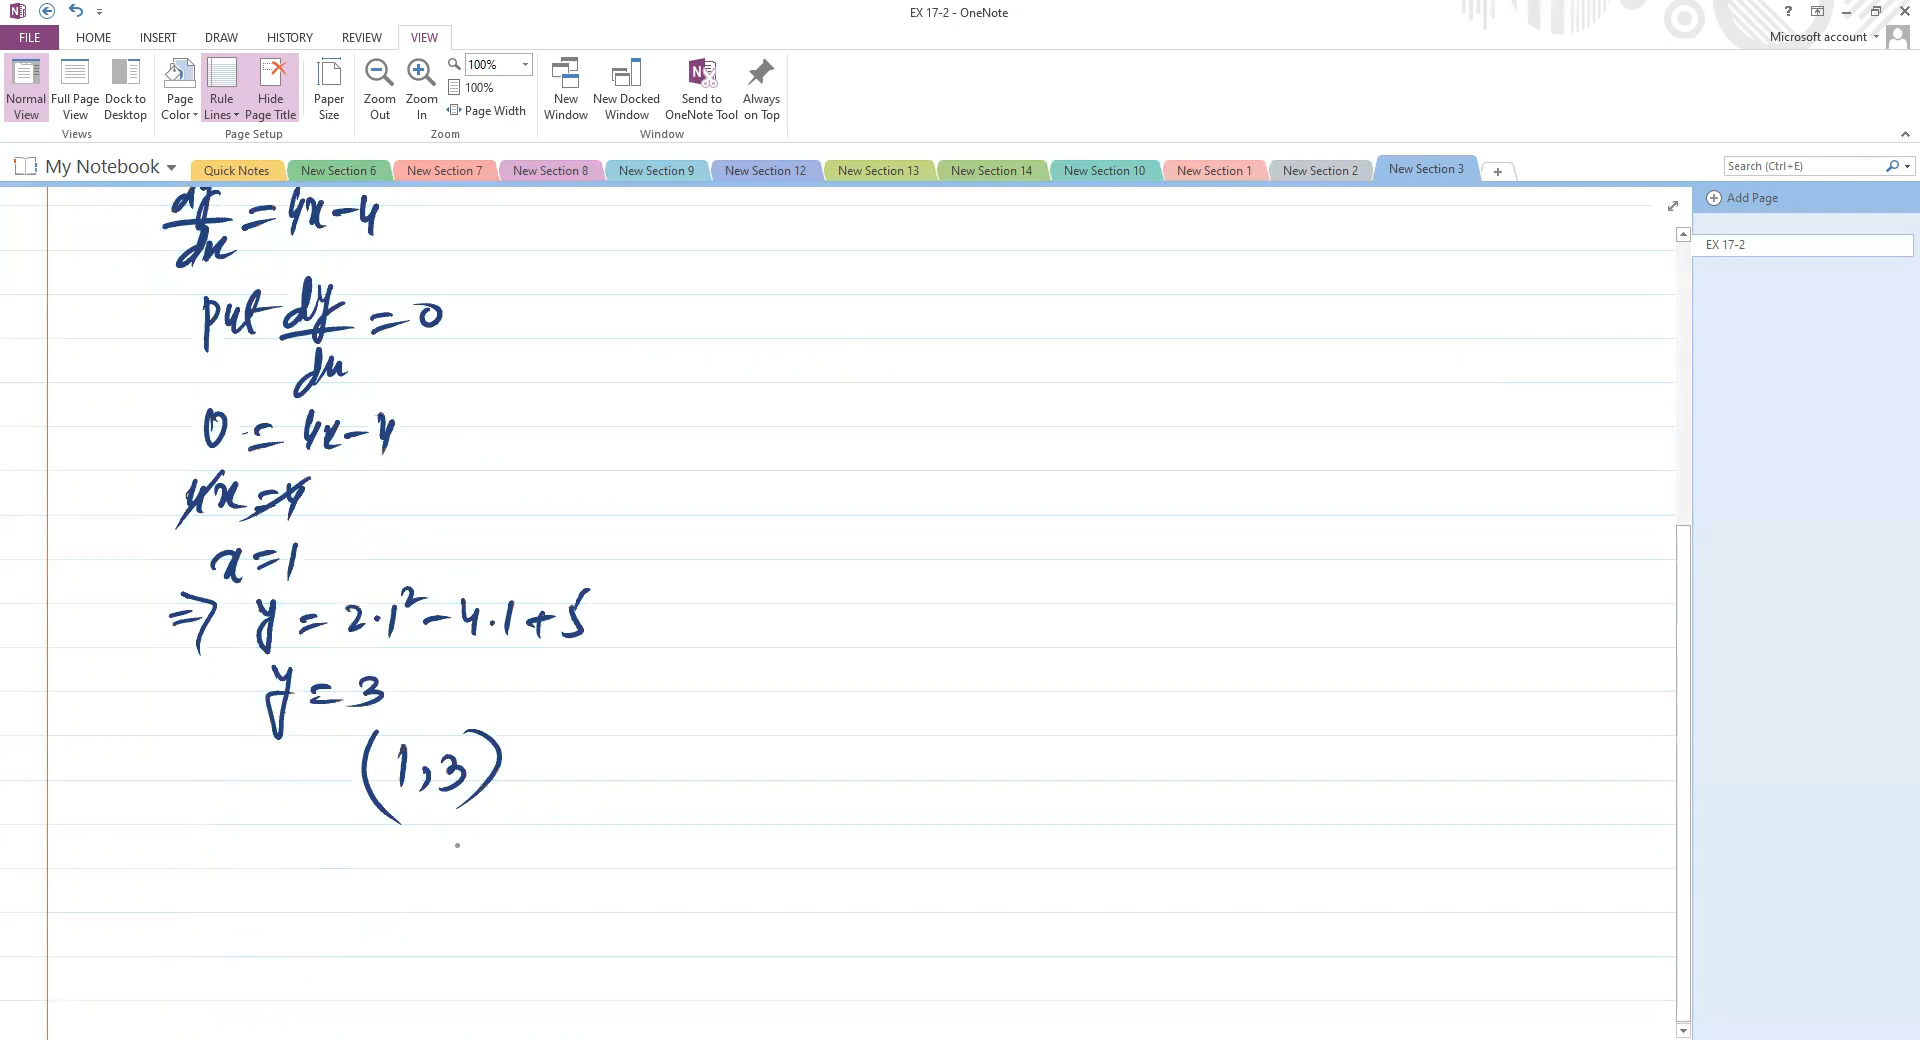 EX 17-2 - OneNote
?
FILE HOME INSERT DRAW HISTORY REVIEW VIEW
Microsoft account
Normal View
Full Page View
Dock to Desktop
Views
Page Color
Rule Lines
Hide Page Title
Paper Size
Page Setup
Zoom Out
Zoom In
100%
100%
Page Width
Zoom
New Window
New Docked Window
Send to OneNote Tool
Always on Top
Window
My Notebook
Quick Notes
New Section 6
New Section 7
New Section 8
New Section 9
New Section 12
New Section 13
New Section 14
New Section 10
New Section 1
New Section 2
New Section 3
Search (Ctrl+E)
Add Page
EX 17-2
dy/dx = 4x-4
put dy/dx = 0
0 = 4x-4
4x=4
x=1
=> y = 2·1² - 4·1 + 5
y = 3
(1,3)